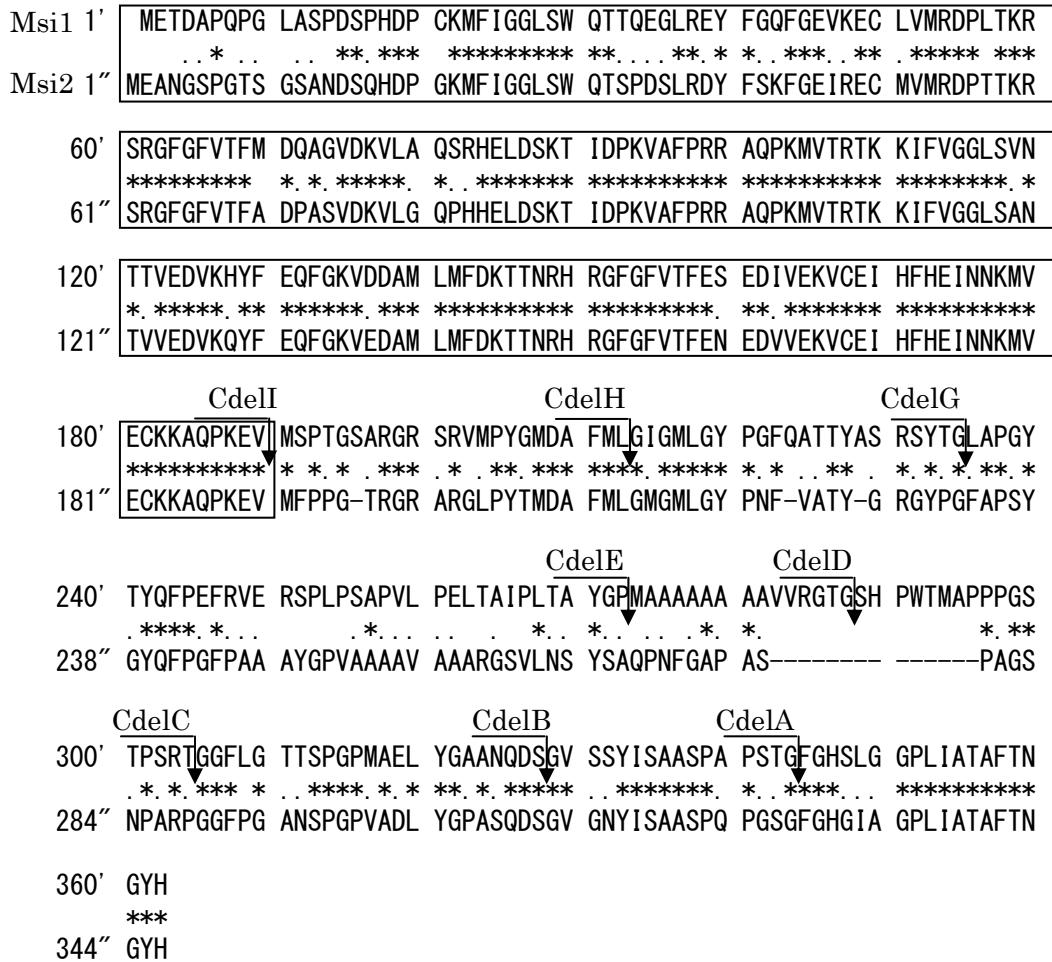 Msi1 1' METDAPQPG LASPDSPHDP CKMFIGGLSW QTTQEGLREY FGQFGEVKEC LVMRDPLTKR
..* .. .. **.*** ********* **....**.* *..***..** .***** ***
Msi2 1" MEANGSPGTS GSANDSQHDP GKMFIGGLSW QTSPDSLRDY FSKFGEIREC MVMRDPTTKR
60' SRGFGFVTFM DQAGVDKVLA QSRHELDSKT IDPKVAFPRR AQPKMVTRTK KIFVGGLSVN
********* *.*.*****. *..******* ********** ********** ********.*
61" SRGFGFVTFA DPASVDKVLG QPHHELDSKT IDPKVAFPRR AQPKMVTRTK KIFVGGLSAN
120' TTVEDVKHYF EQFGKVDDAM LMFDKTTNRH RGFGFVTFES EDIVEKVCEI HFHEINNKMV
*.*****.** ******.*** ********** *********. **.******* **********
121" TVVEDVKQYF EQFGKVEDAM LMFDKTTNRH RGFGFVTFEN EDVVEKVCEI HFHEINNKMV
CdelI CdelH CdelG
180' ECKKAQPKEV MSPTGSARGR SRVMPYGMDA FMLGIGMLGY PGFQATTYAS RSYTGLAPGY
********** * *.* .*** .* ..** *** ****.***** *.* ..** . *.*.*.**.*
181" ECKKAQPKEV MFPPG-TRGR ARGLPYTMDA FMLGMGMLGY PNF-VATY-G RGYPGFAPSY
CdelE CdelD
240' TYQFPEFRVE RSPLPSAPVL PELTAIPLTA YGPMAAAAAA AAVVRGTGSH PWTMAPPPGS
.****.*... .*... .. . *.. *.. .. .*. *. *.**
238" GYQFPGFPAA AYGPVAAAAV AAARGSVLNS YSAQPNFGAP AS-------- ------PAGS
CdelC CdelB CdelA
300' TPSRTGGFLG TTSPGPMAEL YGAANQDSGV SSYISAASPA PSTGFGHSLG GPLIATAFTN
.*.*.*** * ..****.*.* **.*.***** ..*******. *..****... **********
284" NPARPGGFPG ANSPGPVADL YGPASQDSGV GNYISAASPQ PGSGFGHGIA GPLIATAFTN
360' GYH
***
344" GYH